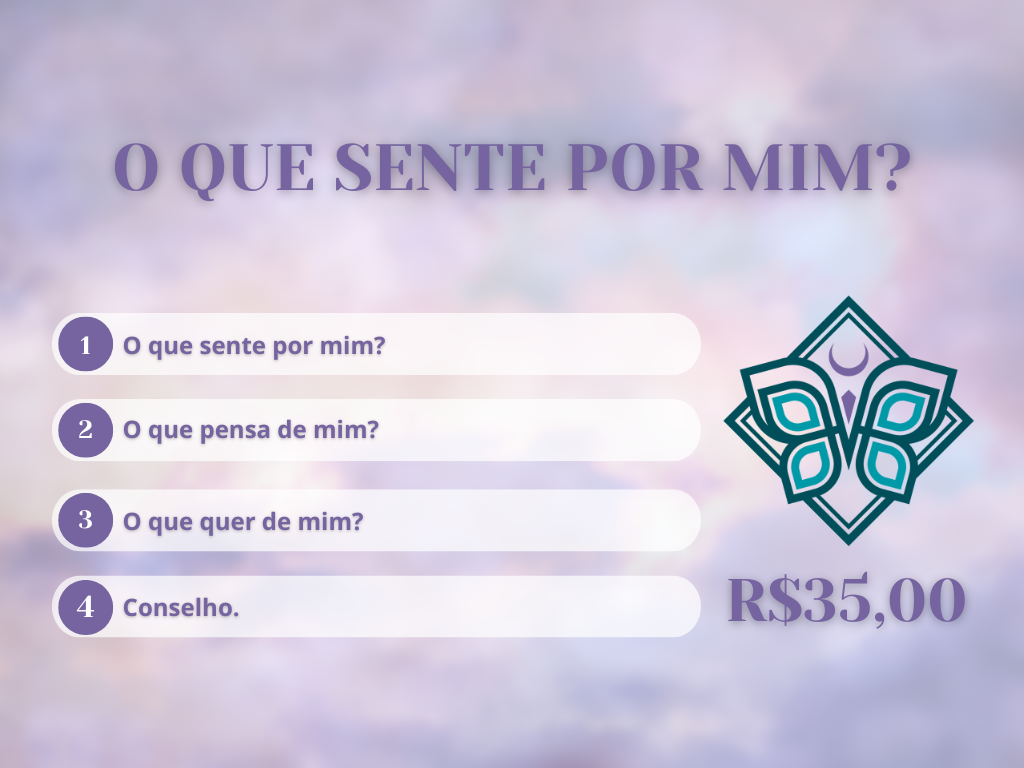 O QUE SENTE POR MIM?
1 O que sente por mim?
2 O que pensa de mim?
3 O que quer de mim?
4 Conselho.
R$35,00